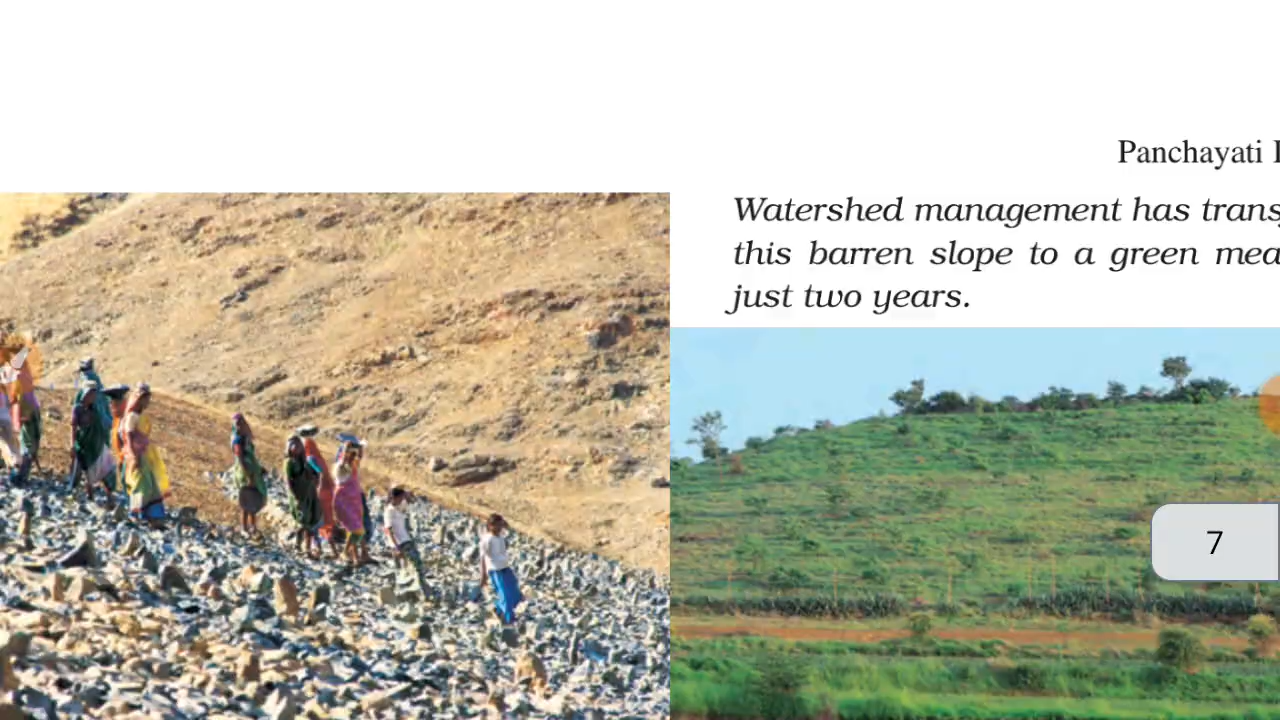 Panchayati
Watershed management has trans
this barren slope to a green mea
just two years.
7